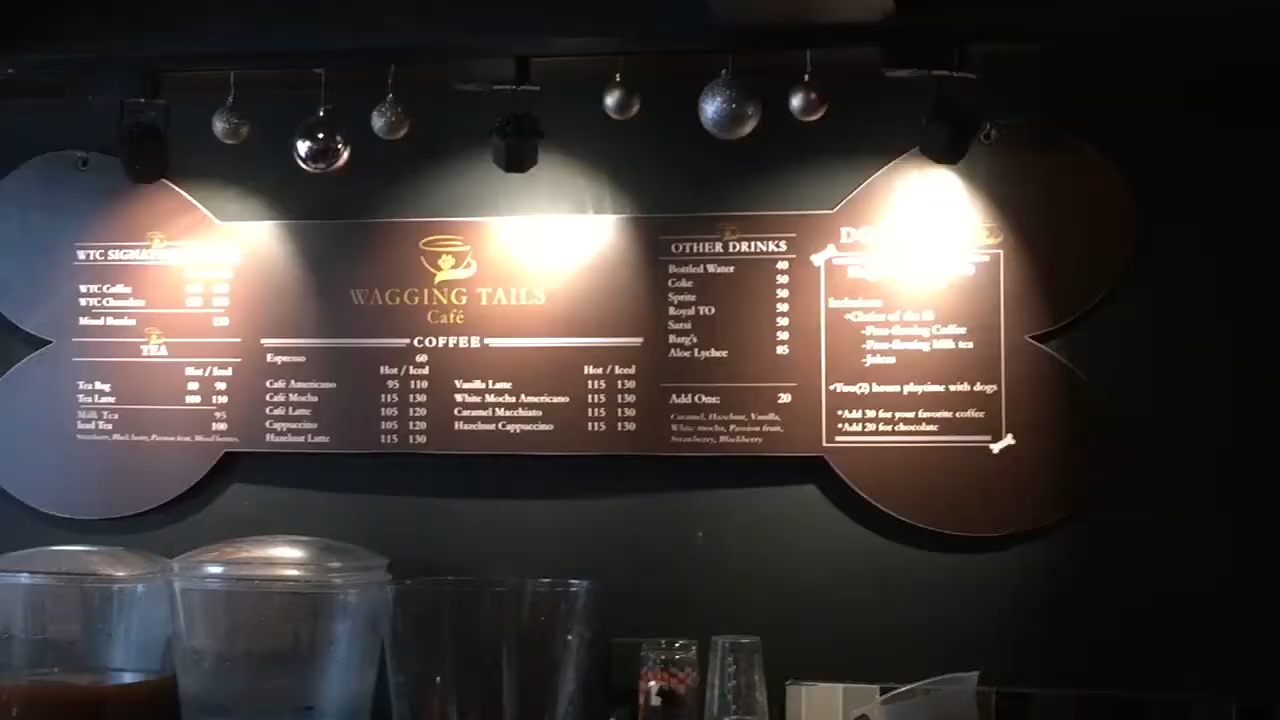 WTC
WTC Coffee
WTC Chocolate
TEA
Hot / Iced
Tea Bag 80 90
Tea Latte 100 110
Milk Tea 95
Iced Tea 100
WAGGING TAILS
Café
COFFEE
Espresso 60
Hot / Iced
Café Americano 95 110
Café Mocha 115 130
Café Latte 105 120
Cappuccino 105 120
Hazelnut Latte 115 130
Hot / Iced
Vanilla Latte 115 130
White Mocha Americano 115 130
Caramel Macchiato 115 130
Hazelnut Cappuccino 115 130
OTHER DRINKS
Bottled Water 40
Coke 50
Sprite 50
Royal TO 50
Sarsi 50
Barg's 50
Aloe Lychee 85
Add Ons: 20
Caramel, Hazelnut, Vanilla,
White mocha, Passion fruit,
Strawberry, Blackberry
Inclusions:
*Choice of the
-Free-flowing Coffee
-Free-flowing Milk tea
-Juices
*Two(2) hours playtime with dogs
*Add 30 for your favorite coffee
*Add 20 for chocolate